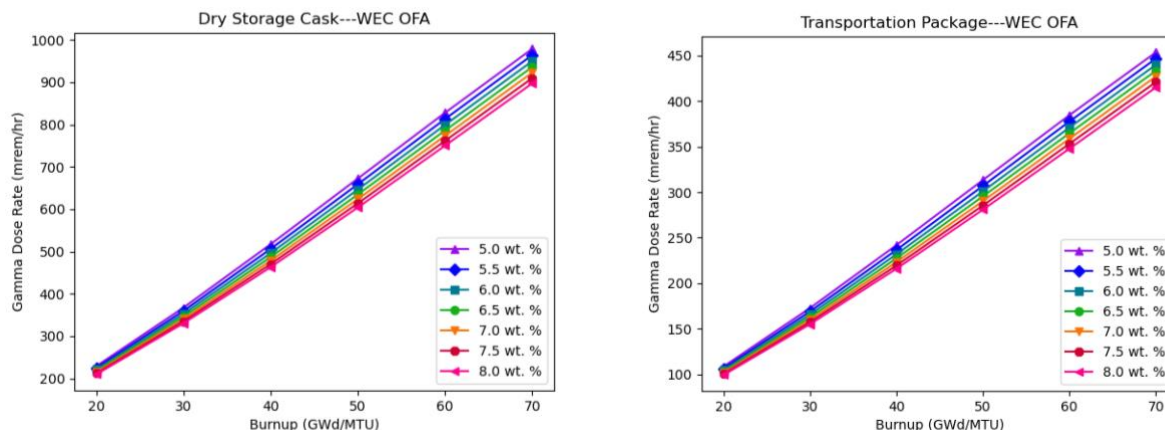 Dry Storage Cask---WEC OFA
Gamma Dose Rate (mrem/hr)
1000
900
800
700
600
500
400
300
200
5.0 wt. %
5.5 wt. %
6.0 wt. %
6.5 wt. %
7.0 wt. %
7.5 wt. %
8.0 wt. %
20 30 40 50 60 70
Burnup (GWd/MTU)
Transportation Package---WEC OFA
Gamma Dose Rate (mrem/hr)
450
400
350
300
250
200
150
100
5.0 wt. %
5.5 wt. %
6.0 wt. %
6.5 wt. %
7.0 wt. %
7.5 wt. %
8.0 wt. %
20 30 40 50 60 70
Burnup (GWd/MTU)